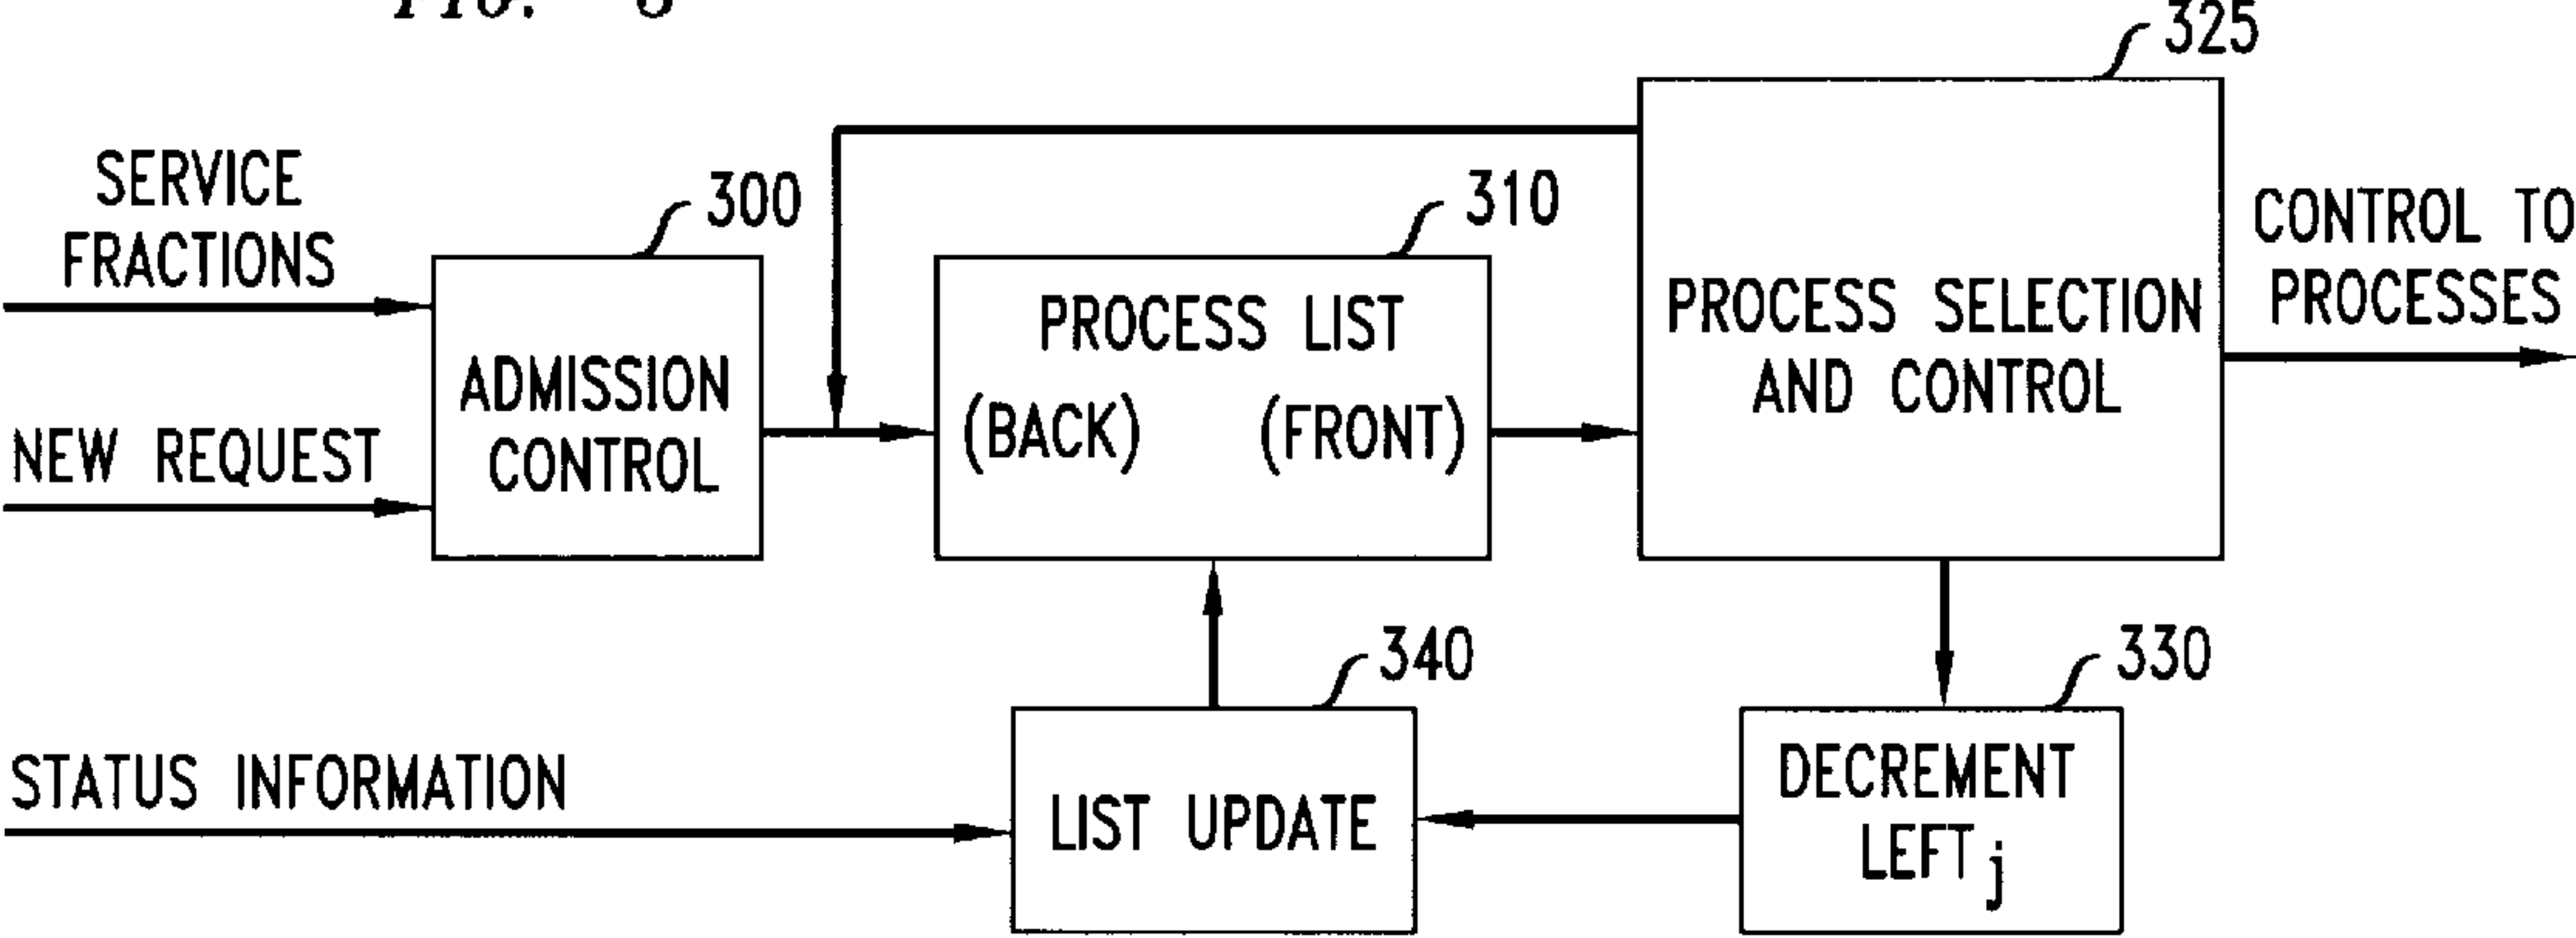 325
SERVICE
FRACTIONS
300
310
CONTROL TO
PROCESSES
ADMISSION
CONTROL
PROCESS LIST
(BACK) (FRONT)
PROCESS SELECTION
AND CONTROL
NEW REQUEST
340
330
STATUS INFORMATION
LIST UPDATE
DECREMENT
LEFT j